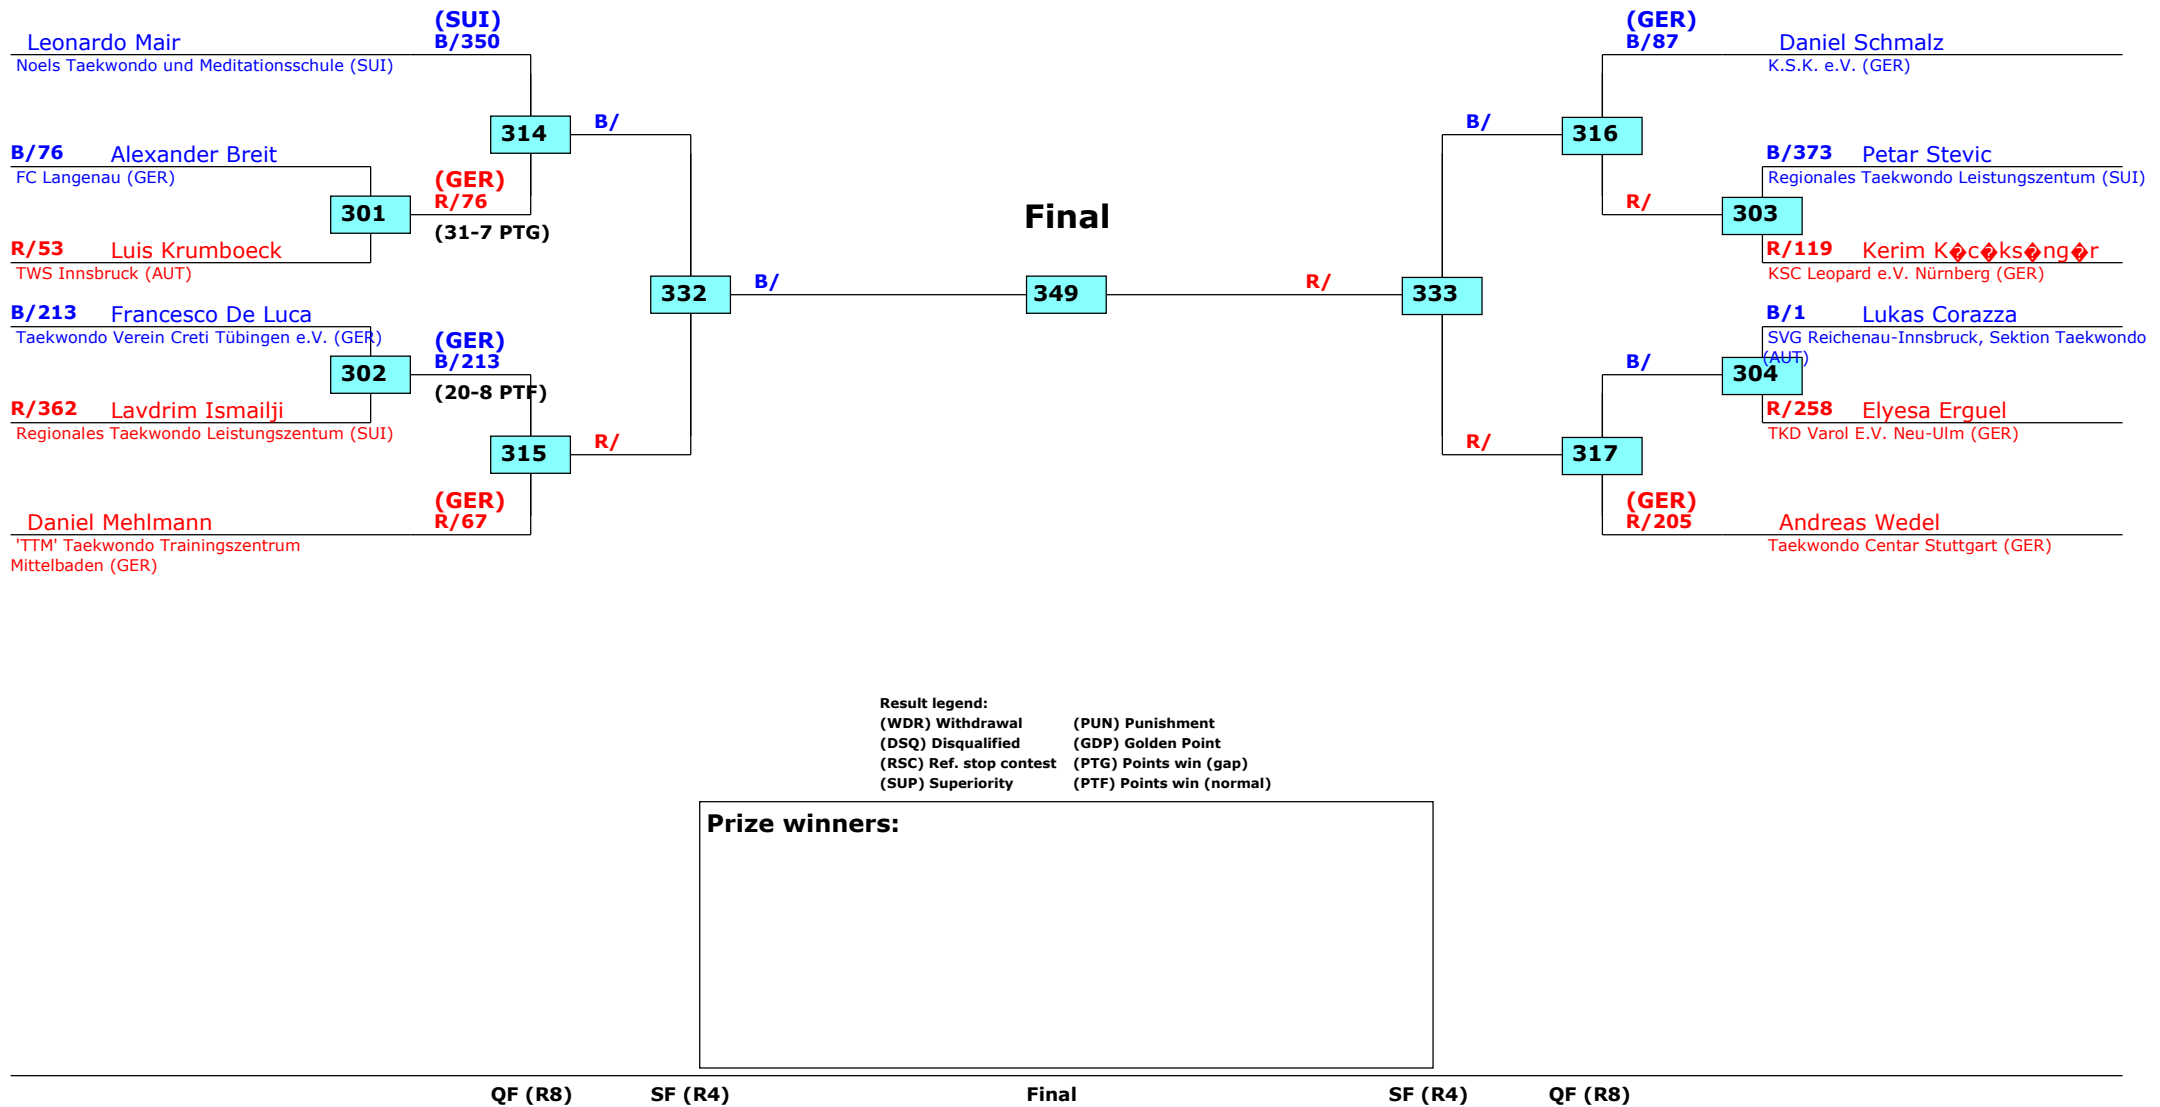 (SUI)
B/350
Leonardo Mair
Noels Taekwondo und Meditationsschule (SUI)
314
B/
B/76 Alexander Breit
FC Langenau (GER)
301
(GER)
R/76
(31-7 PTG)
R/53 Luis Krumboeck
TWS Innsbruck (AUT)
332
B/
B/213 Francesco De Luca
Taekwondo Verein Creti Tübingen e.V. (GER)
302
(GER)
B/213
(20-8 PTF)
R/362 Lavdrim Ismailji
Regionales Taekwondo Leistungszentum (SUI)
315
R/
(GER)
R/67
Daniel Mehlmann
'TTM' Taekwondo Trainingszentrum
Mittelbaden (GER)
Final
349
R/
333
(GER)
B/87
Daniel Schmalz
K.S.K. e.V. (GER)
B/
316
B/373 Petar Stevic
Regionales Taekwondo Leistungszentum (SUI)
R/
303
R/119 Kerim K�c�ks�ng�r
KSC Leopard e.V. Nürnberg (GER)
B/1 Lukas Corazza
SVG Reichenau-Innsbruck, Sektion Taekwondo
(AUT)
B/
304
R/258 Elyesa Erguel
TKD Varol E.V. Neu-Ulm (GER)
R/
317
(GER)
R/205
Andreas Wedel
Taekwondo Centar Stuttgart (GER)
Result legend:
(WDR) Withdrawal (PUN) Punishment
(DSQ) Disqualified (GDP) Golden Point
(RSC) Ref. stop contest (PTG) Points win (gap)
(SUP) Superiority (PTF) Points win (normal)
Prize winners:
QF (R8) SF (R4) Final SF (R4) QF (R8)